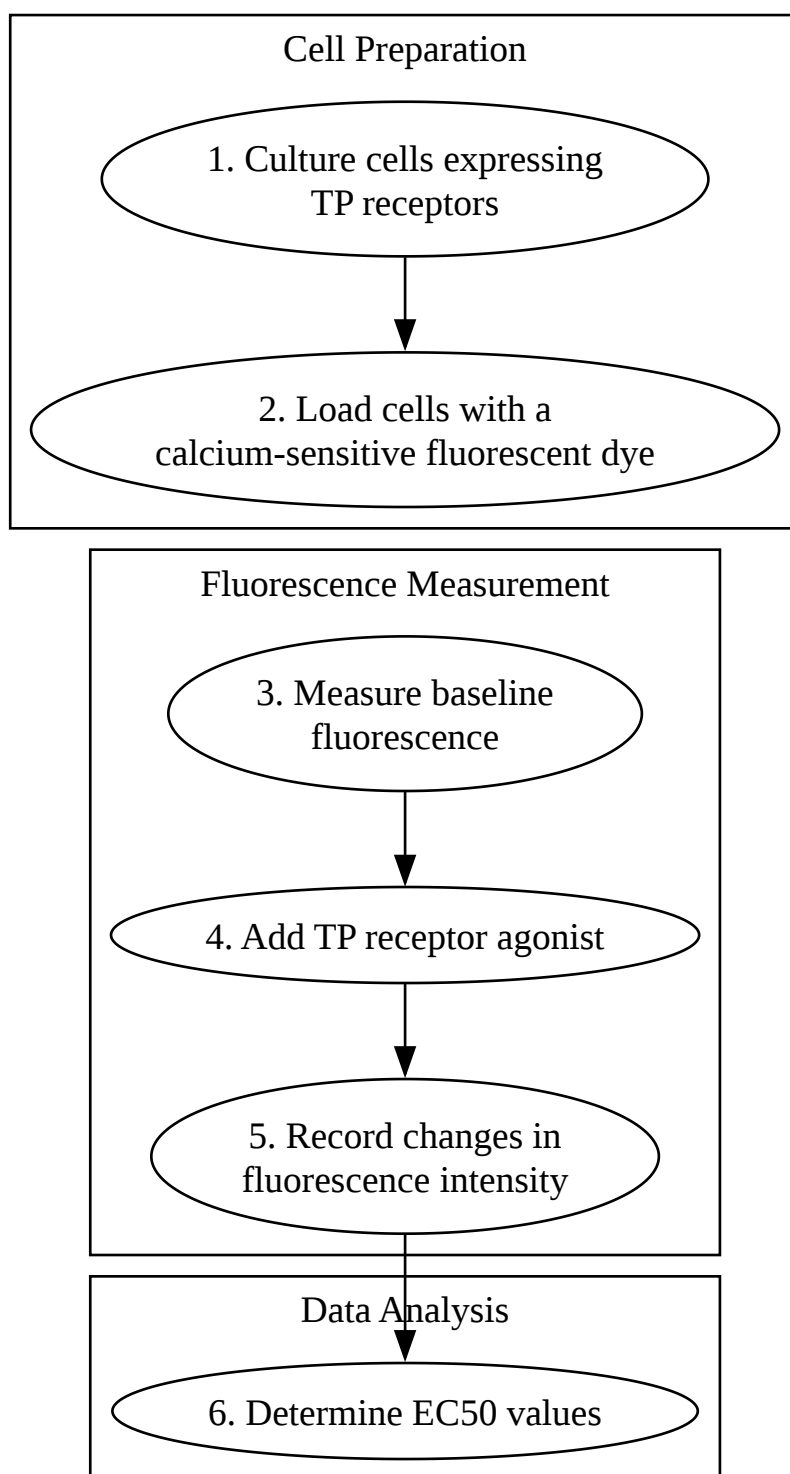 Cell Preparation
1. Culture cells expressing
TP receptors
2. Load cells with a
calcium-sensitive fluorescent dye
Fluorescence Measurement
3. Measure baseline
fluorescence
4. Add TP receptor agonist
5. Record changes in
fluorescence intensity
Data Analysis
6. Determine EC50 values